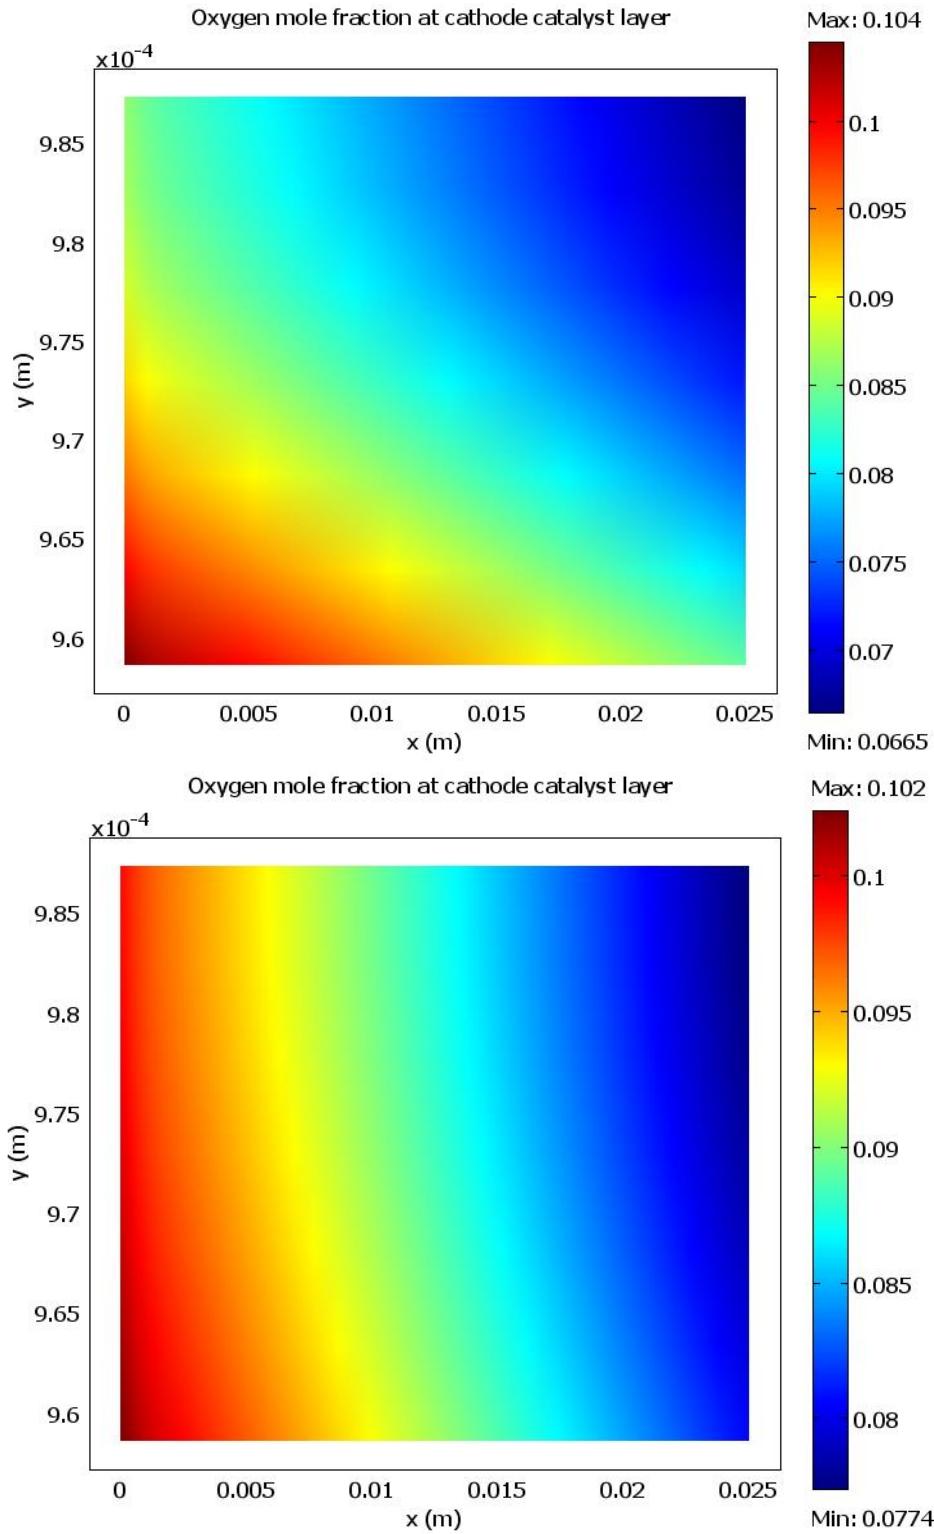 Oxygen mole fraction at cathode catalyst layer
Max: 0.104
x10-4
9.85
9.8
9.75
9.7
9.65
9.6
y (m)
0 0.005 0.01 0.015 0.02 0.025
x (m)
0.1
0.095
0.09
0.085
0.08
0.075
0.07
Min: 0.0665
Oxygen mole fraction at cathode catalyst layer
Max: 0.102
x10-4
9.85
9.8
9.75
9.7
9.65
9.6
y (m)
0 0.005 0.01 0.015 0.02 0.025
x (m)
0.1
0.095
0.09
0.085
0.08
Min: 0.0774